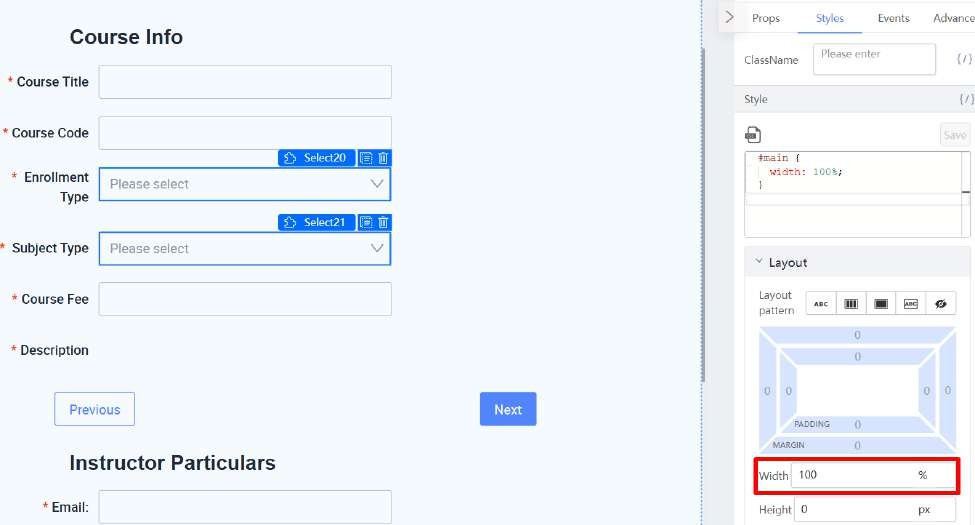 Course Info
* Course Title
* Course Code
Select20
* Enrollment
Type
Please select
Select21
* Subject Type
Please select
* Course Fee
* Description
Previous
Next
Instructor Particulars
* Email:
Props
Styles
Events
Advance
ClassName
Please enter
{/}
Style
{/}
Save
#main {
width: 100%;
}
Layout
Layout
pattern
ABC
ABC
0
0
0
0
0
0
PADDING
0
MARGIN
0
Width
100
%
Height
0
px